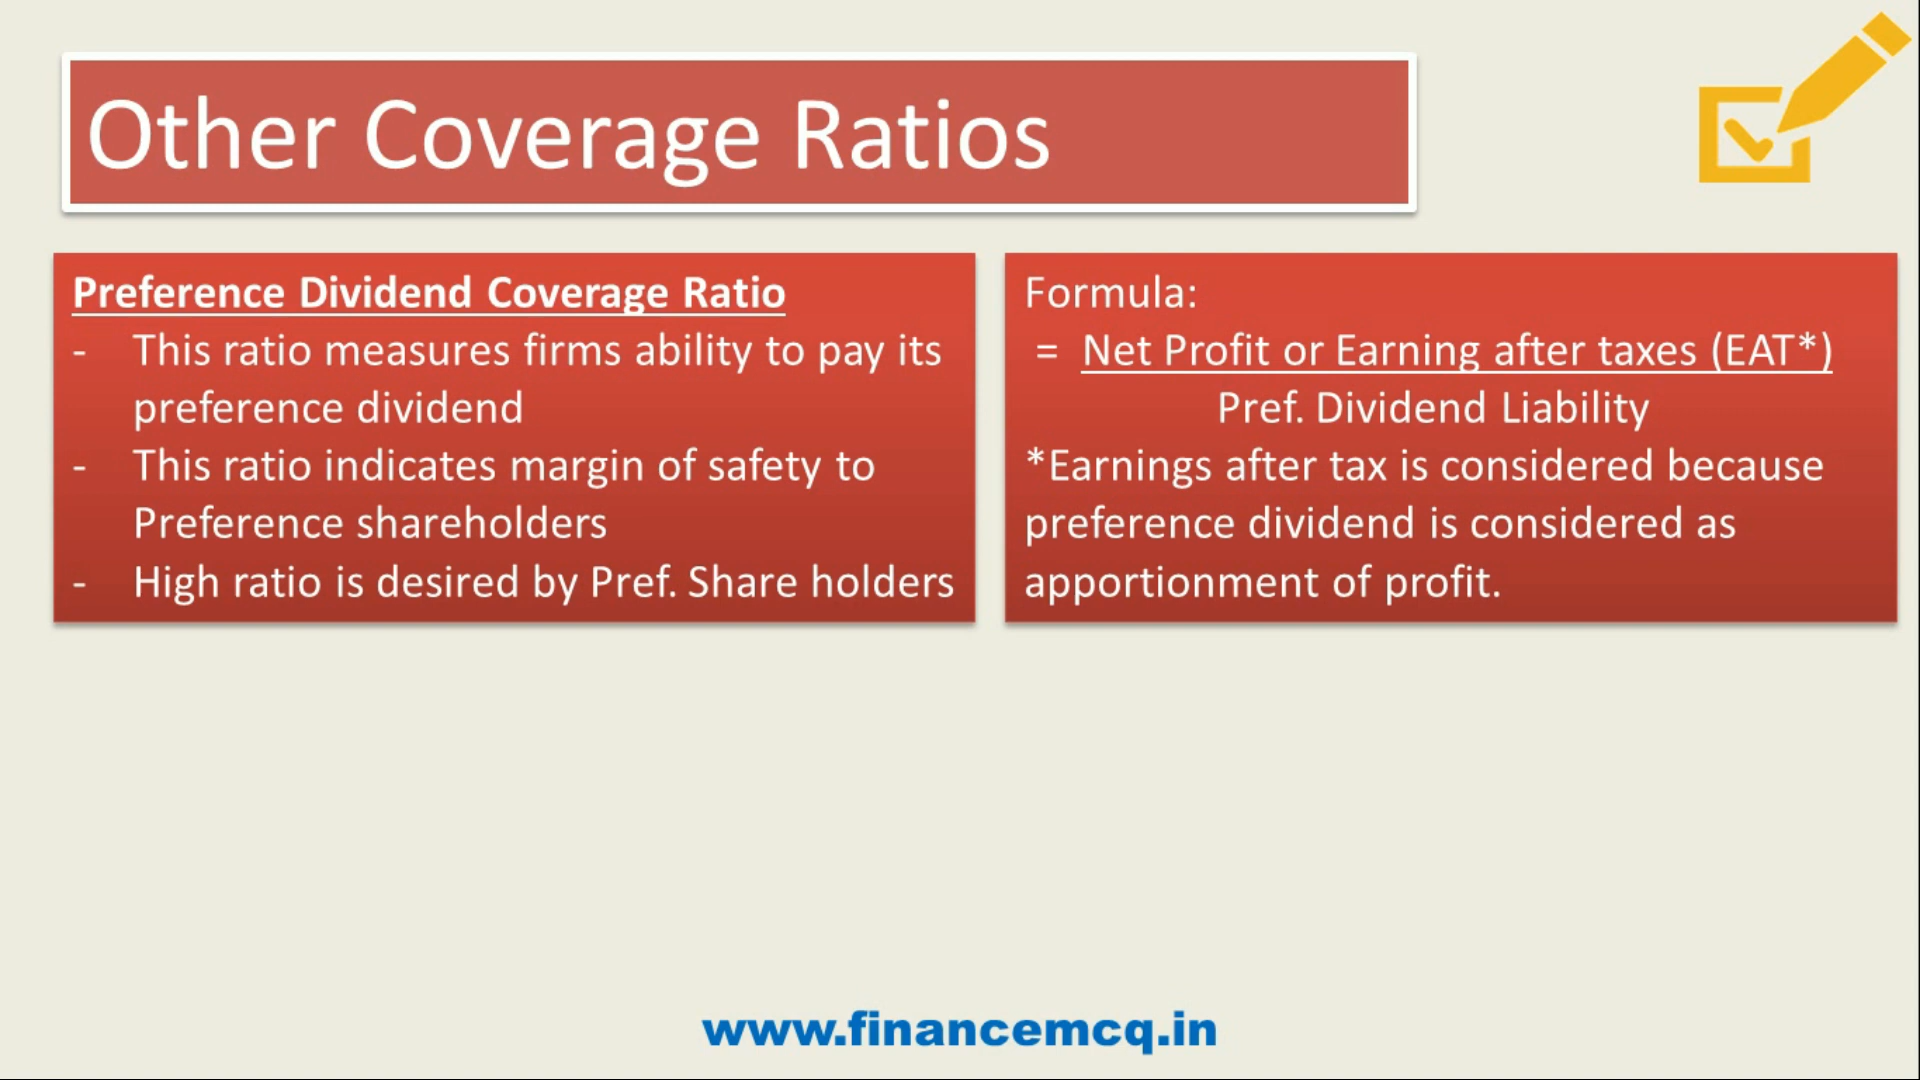 Other Coverage Ratios
Preference Dividend Coverage Ratio
- This ratio measures firms ability to pay its
preference dividend
- This ratio indicates margin of safety to
Preference shareholders
- High ratio is desired by Pref. Share holders
Formula:
= Net Profit or Earning after taxes (EAT*)
Pref. Dividend Liability
*Earnings after tax is considered because
preference dividend is considered as
apportionment of profit.
www.financemcq.in